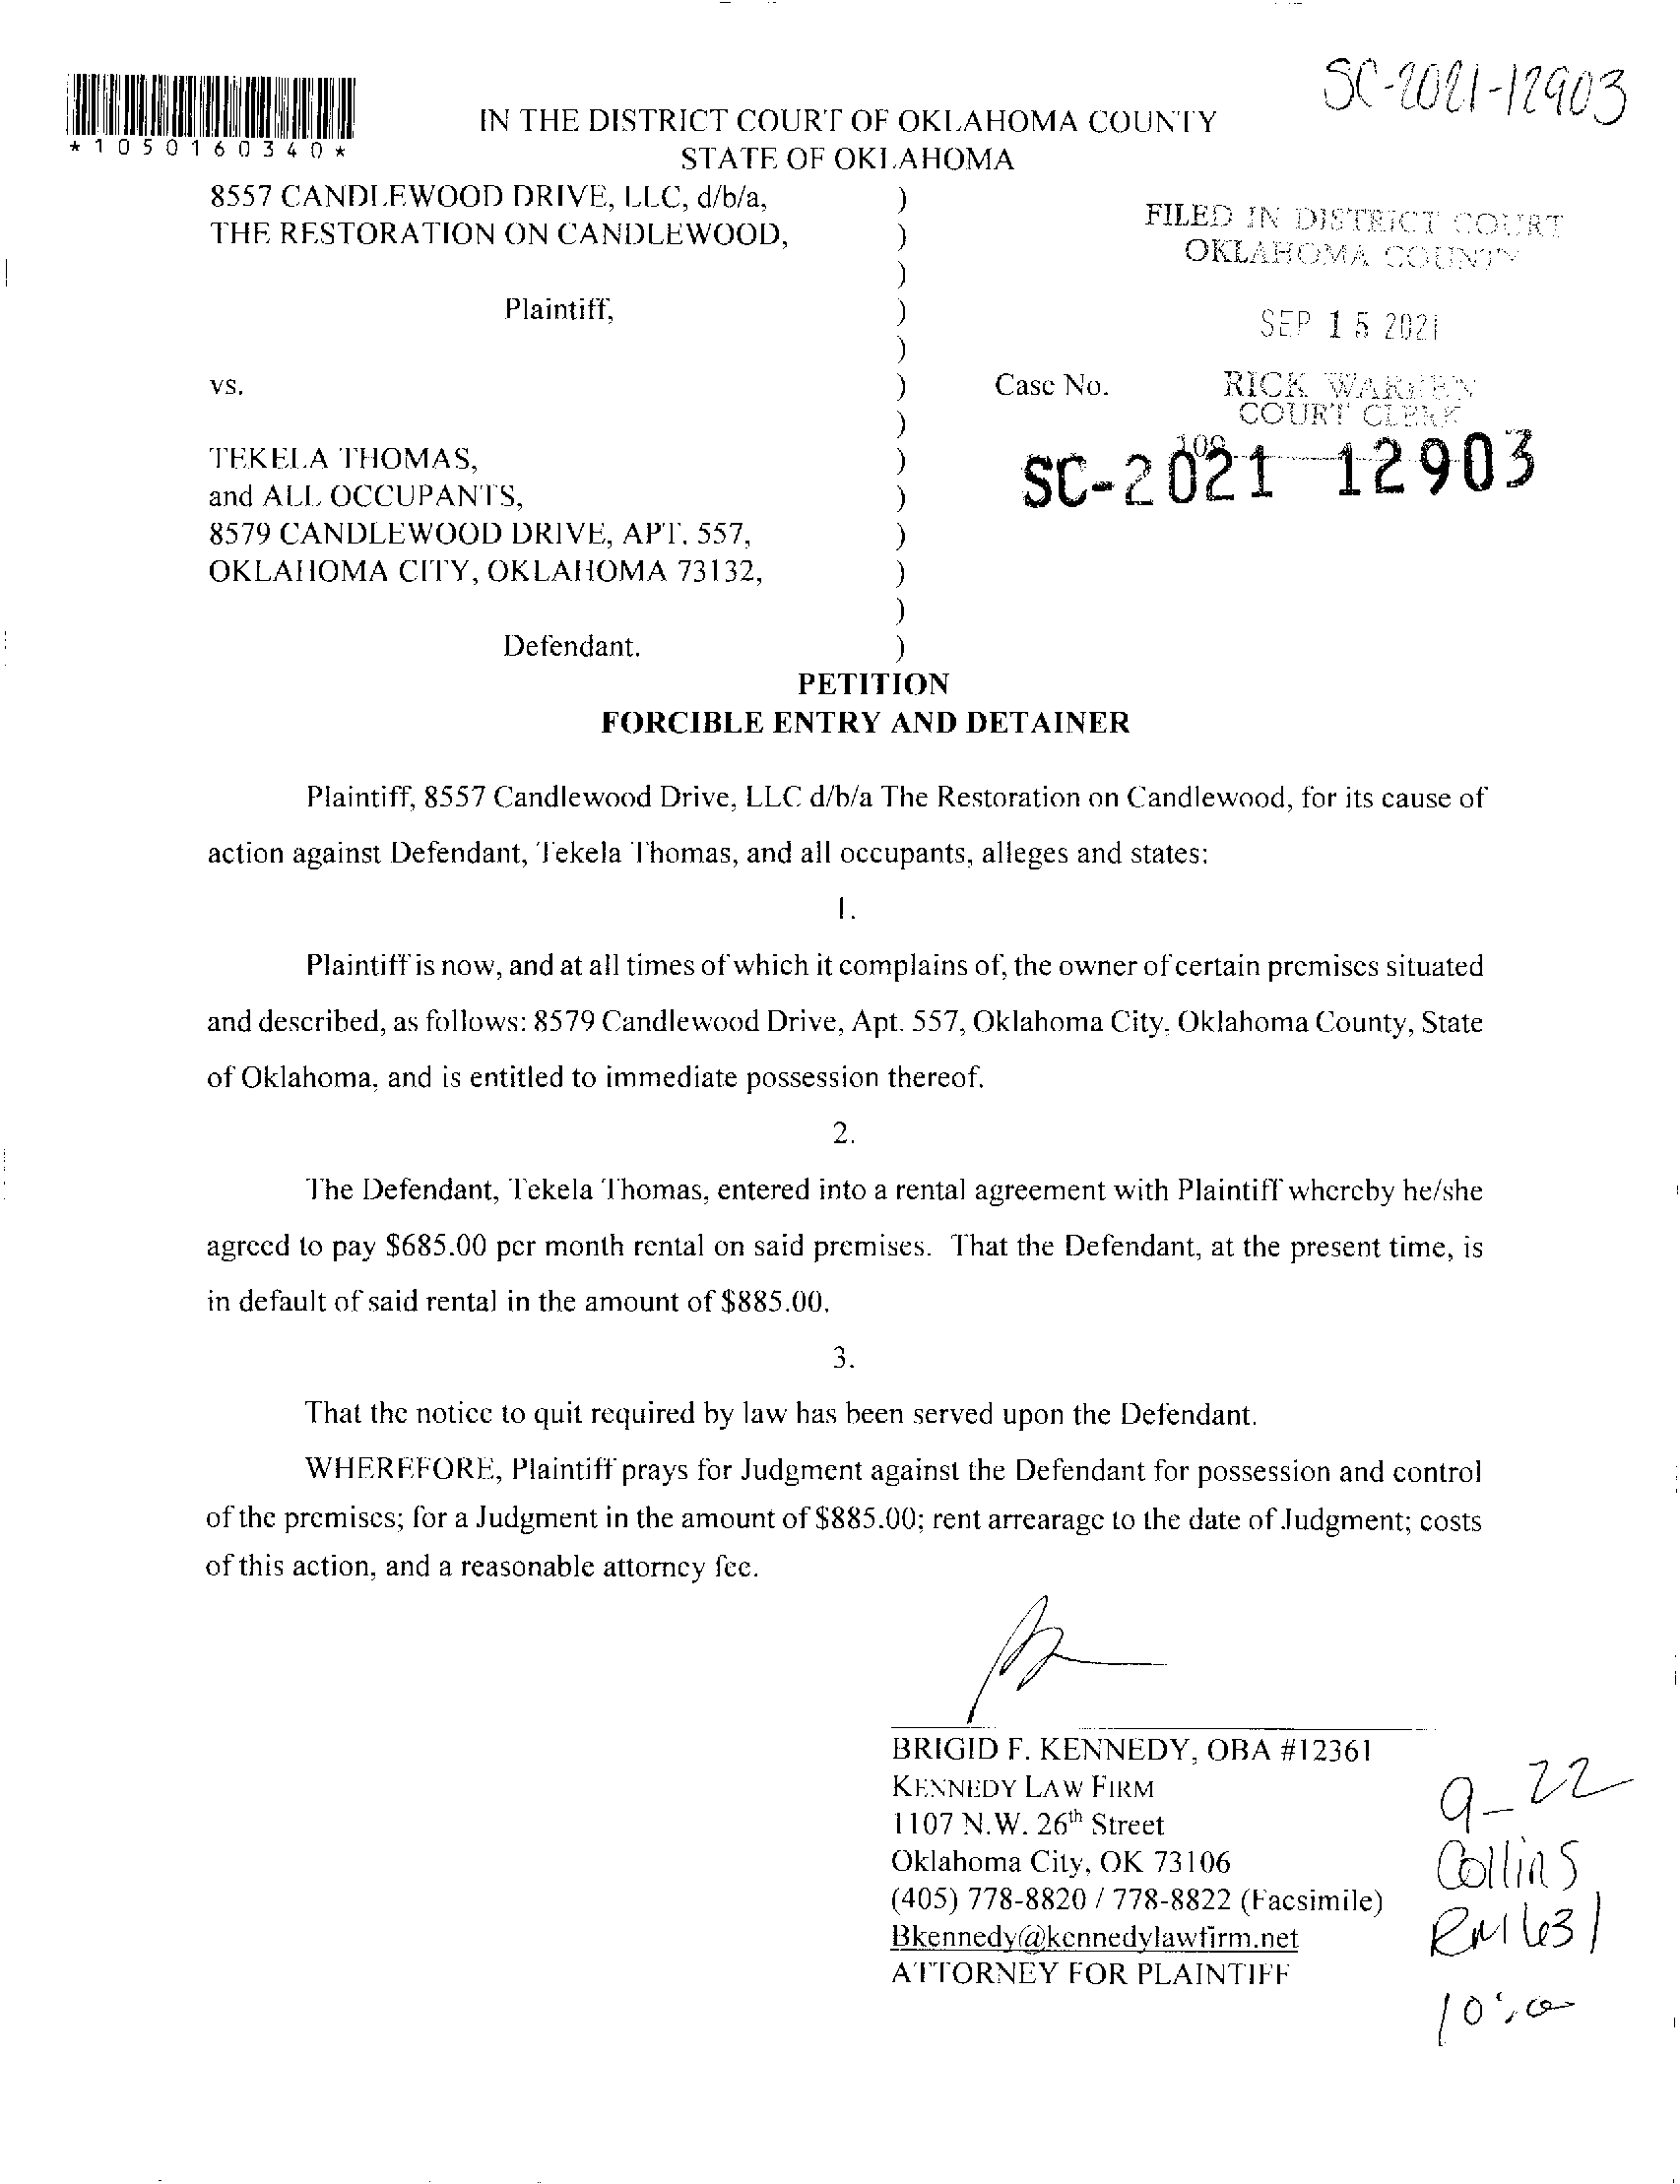 SC-2021-12903
*1050160340*
IN THE DISTRICT COURT OF OKLAHOMA COUNTY
STATE OF OKLAHOMA
8557 CANDLEWOOD DRIVE, LLC, d/b/a, )
THE RESTORATION ON CANDLEWOOD, )
)
Plaintiff, )
)
vs. )
)
TEKELA THOMAS, )
and ALL OCCUPANTS, )
8579 CANDLEWOOD DRIVE, APT. 557, )
OKLAHOMA CITY, OKLAHOMA 73132, )
)
Defendant. )
FILED IN DISTRICT COURT
OKLAHOMA COUNTY
SEP 15 2021
Case No.
RICK WARREN
COURT CLERK
109
SC-2021 12903
PETITION
FORCIBLE ENTRY AND DETAINER
Plaintiff, 8557 Candlewood Drive, LLC d/b/a The Restoration on Candlewood, for its cause of
action against Defendant, Tekela Thomas, and all occupants, alleges and states:
1.
Plaintiff is now, and at all times of which it complains of, the owner of certain premises situated
and described, as follows: 8579 Candlewood Drive, Apt. 557, Oklahoma City, Oklahoma County, State
of Oklahoma, and is entitled to immediate possession thereof.
2.
The Defendant, Tekela Thomas, entered into a rental agreement with Plaintiff whereby he/she
agreed to pay $685.00 per month rental on said premises. That the Defendant, at the present time, is
in default of said rental in the amount of $885.00.
3.
That the notice to quit required by law has been served upon the Defendant.
WHEREFORE, Plaintiff prays for Judgment against the Defendant for possession and control
of the premises; for a Judgment in the amount of $885.00; rent arrearage to the date of Judgment; costs
of this action, and a reasonable attorney fee.
BRIGID F. KENNEDY, OBA #12361
KENNEDY LAW FIRM
1107 N.W. 26th Street
Oklahoma City, OK 73106
(405) 778-8820 / 778-8822 (Facsimile)
Bkennedy@kennedylawfirm.net
ATTORNEY FOR PLAINTIFF
9-22
Collins
RM 631
10:00